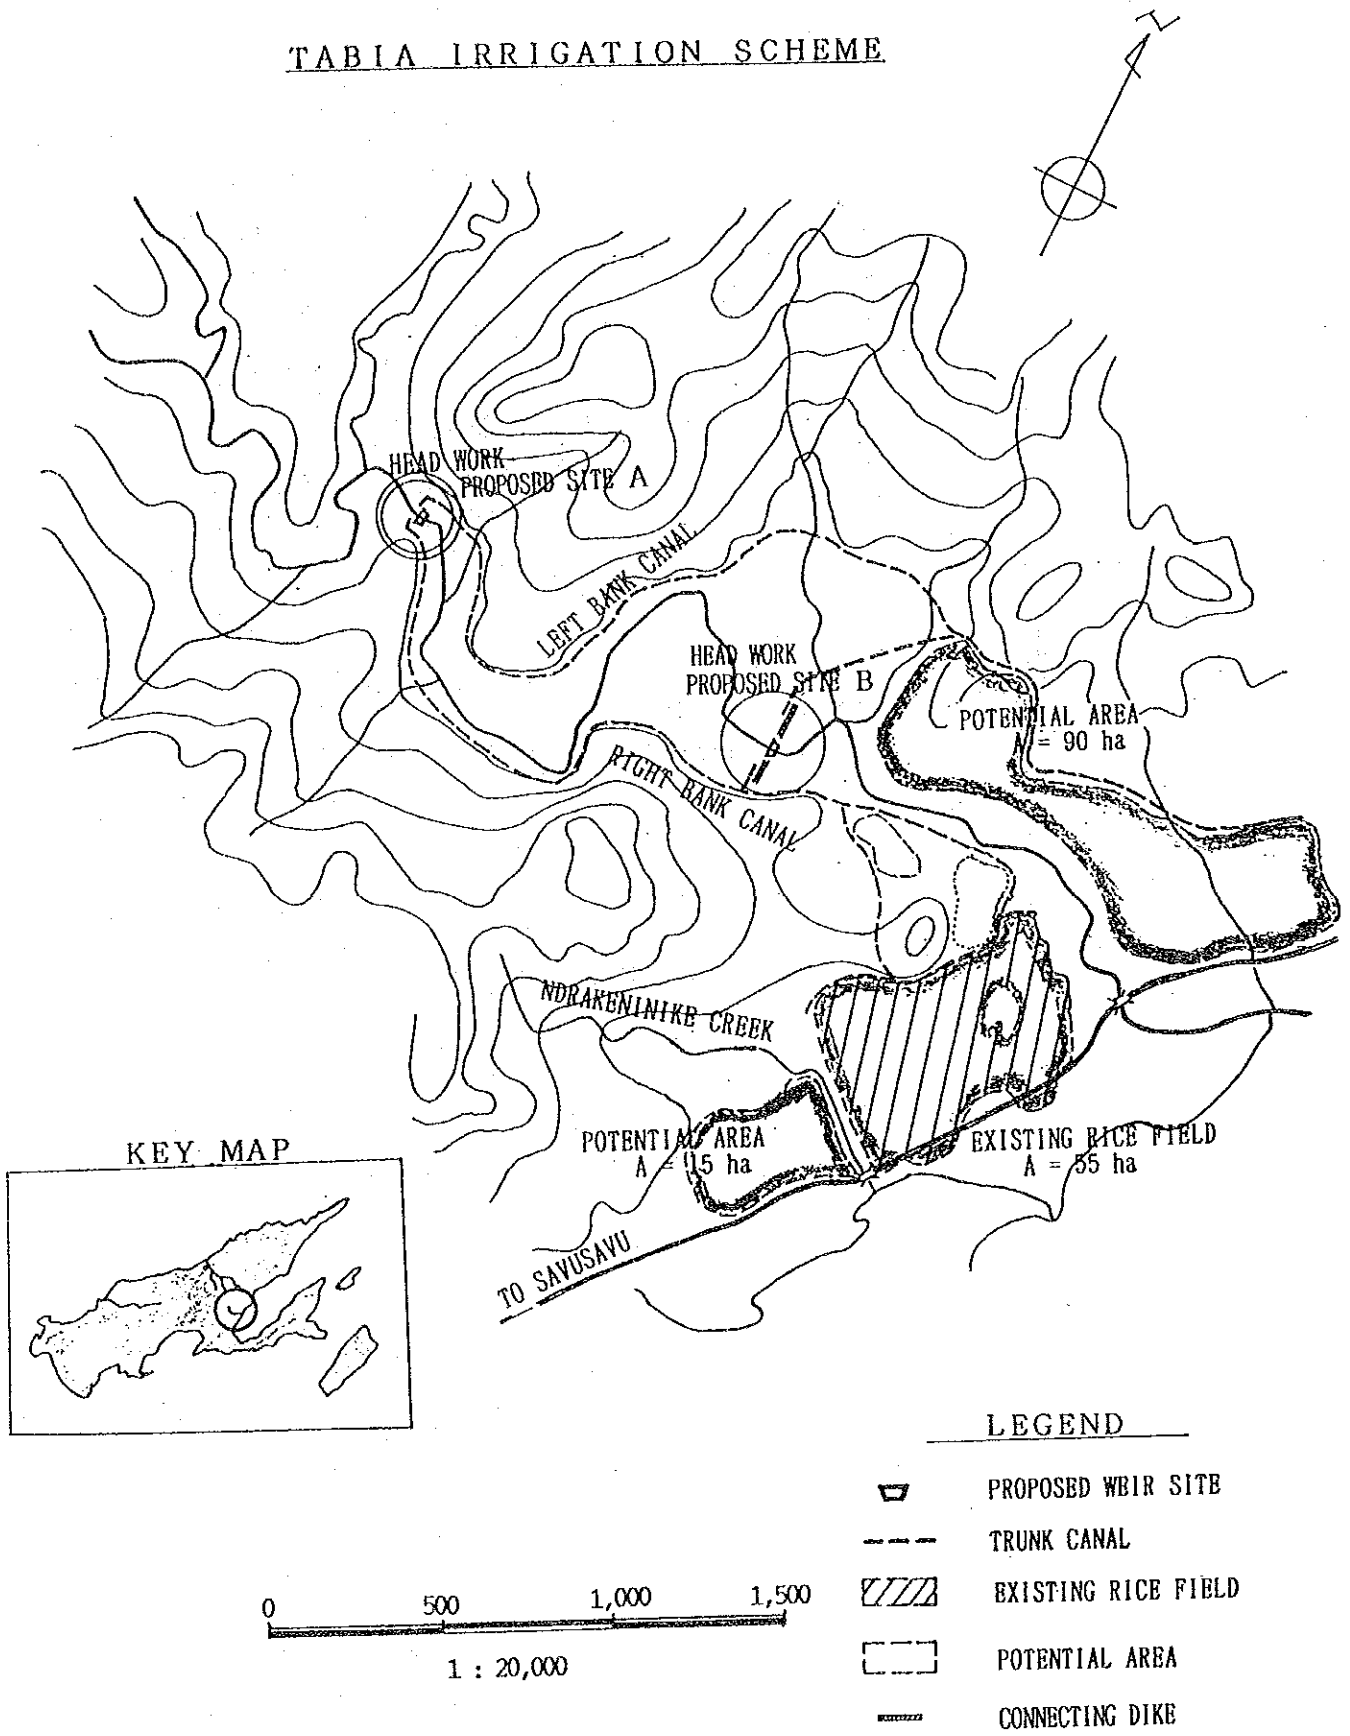 TABIA IRRIGATION SCHEME
N
HEAD WORK
PROPOSED SITE A
LEFT BANK CANAL
HEAD WORK
PROPOSED SITE B
POTENTIAL AREA
A = 90 ha
RIGHT BANK CANAL
NDRAKENINIKE CREEK
POTENTIAL AREA
A = 15 ha
EXISTING RICE FIELD
A = 55 ha
TO SAVUSAVU
KEY MAP
LEGEND
PROPOSED WEIR SITE
TRUNK CANAL
EXISTING RICE FIELD
POTENTIAL AREA
CONNECTING DIKE
0 500 1,000 1,500
1 : 20,000